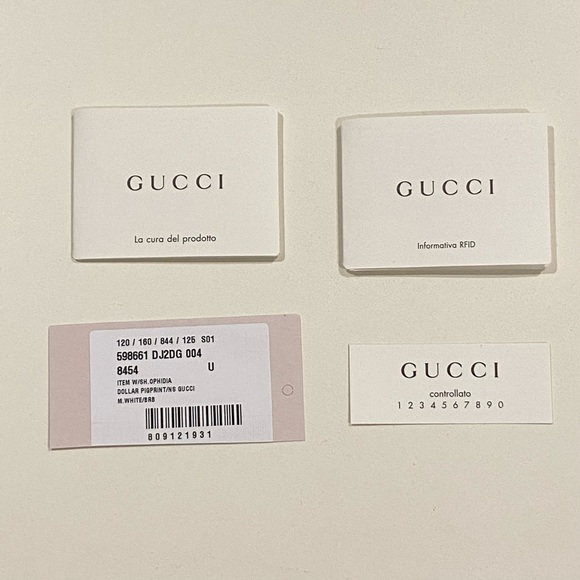 GUCCI
La cura del prodotto
GUCCI
Informativa RFID
120 / 160 / 844 / 125 S01
598661 DJ2DG 004
8454 U
ITEM W/SH.OPHIDIA
DOLLAR PIGPRINT/NS GUCCI
M.WHITE/BRB
809121931
GUCCI
controllato
1 2 3 4 5 6 7 8 9 0